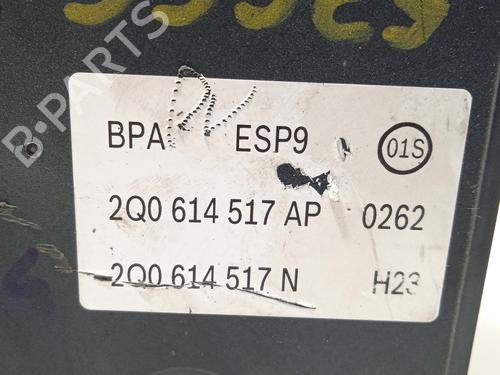 B-PARTS
BPA ESP9 01S
2Q0 614 517 AP 0262
2Q0 614 517 N H23